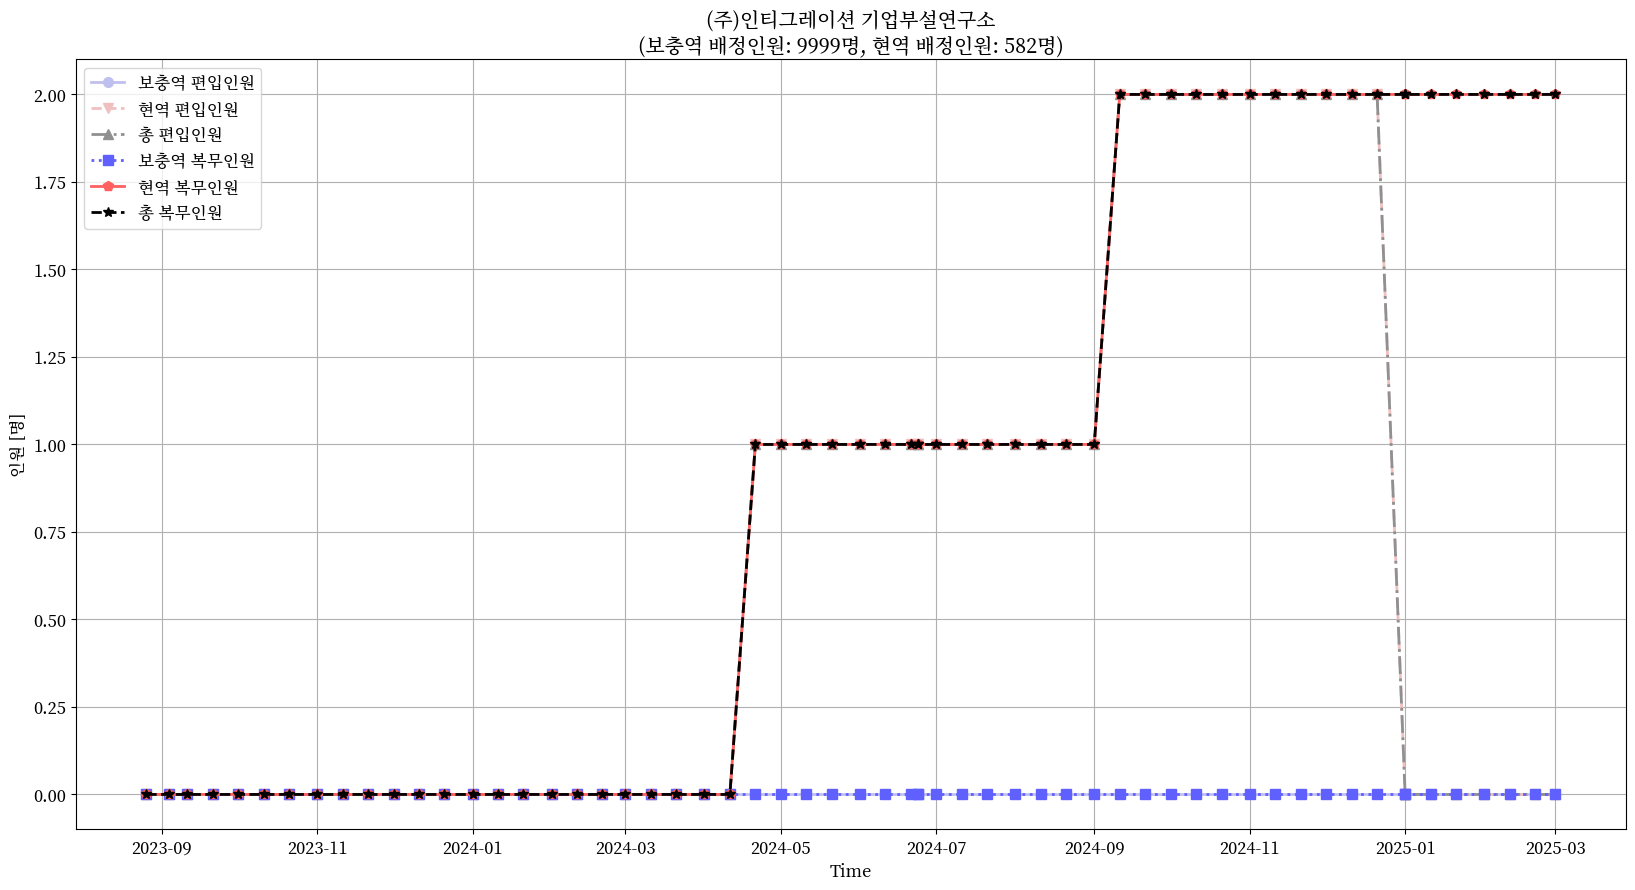 (주)인티그레이션 기업부설연구소
(보충역 배정인원: 9999명, 현역 배정인원: 582명)
보충역 편입인원
현역 편입인원
총 편입인원
보충역 복무인원
현역 복무인원
총 복무인원
2.00
1.75
1.50
1.25
1.00
0.75
0.50
0.25
0.00
인원 [명]
2023-09 2023-11 2024-01 2024-03 2024-05 2024-07 2024-09 2024-11 2025-01 2025-03
Time